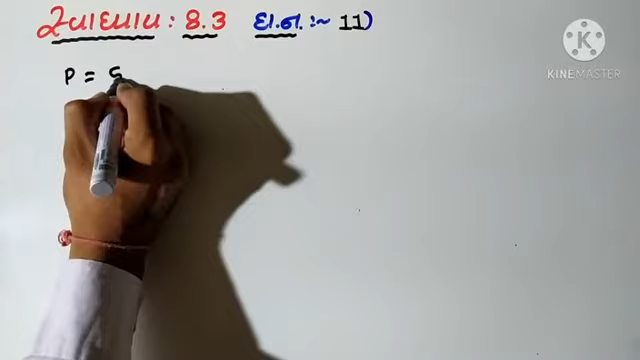 સ્વાધ્યાય : 8.3 દા.ત. :~ 11)
P =
KINEMASTER